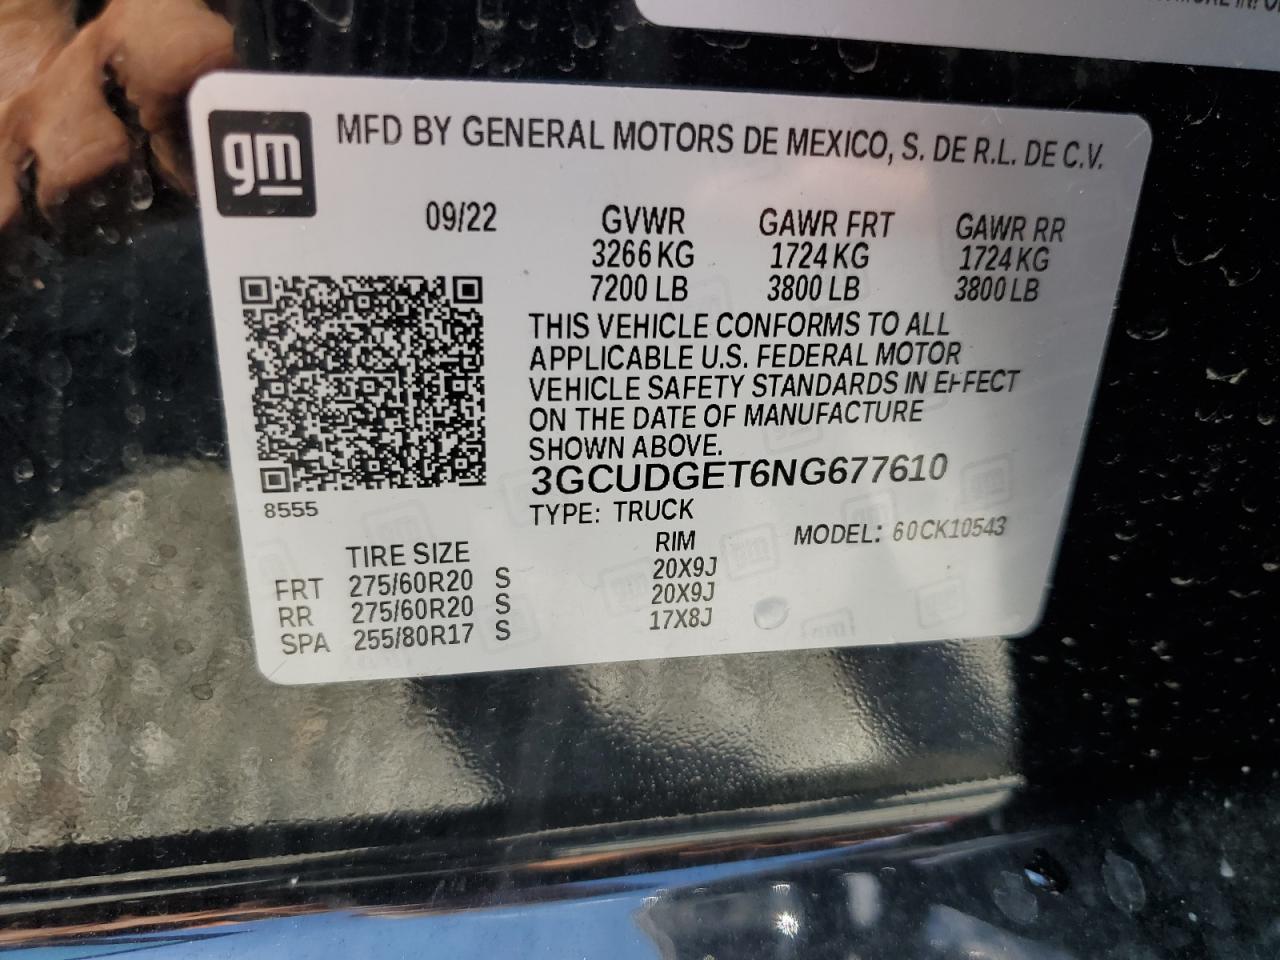 gm
MFD BY GENERAL MOTORS DE MEXICO, S. DE R.L. DE C.V.
09/22 GVWR GAWR FRT GAWR RR
3266 KG 1724 KG 1724 KG
7200 LB 3800 LB 3800 LB
THIS VEHICLE CONFORMS TO ALL
APPLICABLE U.S. FEDERAL MOTOR
VEHICLE SAFETY STANDARDS IN EFFECT
ON THE DATE OF MANUFACTURE
SHOWN ABOVE.
3GCUDGET6NG677610
8555
TYPE: TRUCK
MODEL: 60CK10543
TIRE SIZE RIM
FRT 275/60R20 S 20X9J
RR 275/60R20 S 20X9J
SPA 255/80R17 S 17X8J